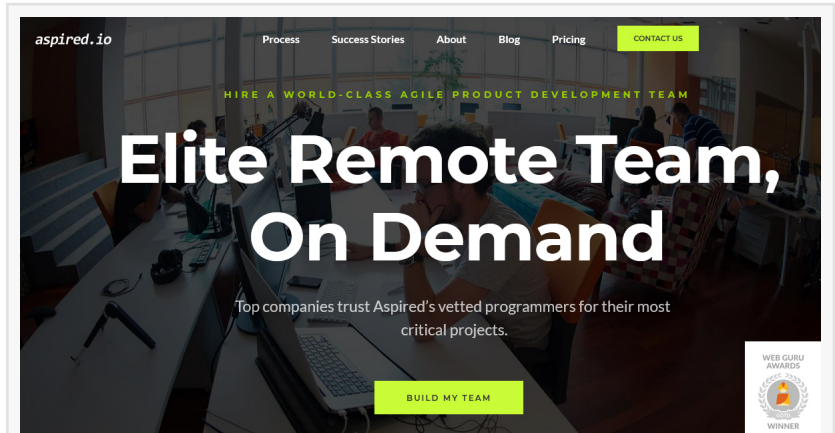 aspired.io
Process Success Stories About Blog Pricing CONTACT US
HIRE A WORLD-CLASS AGILE PRODUCT DEVELOPMENT TEAM
Elite Remote Team,
On Demand
Top companies trust Aspired's vetted programmers for their most
critical projects.
BUILD MY TEAM
WEB GURU
AWARDS
WINNER